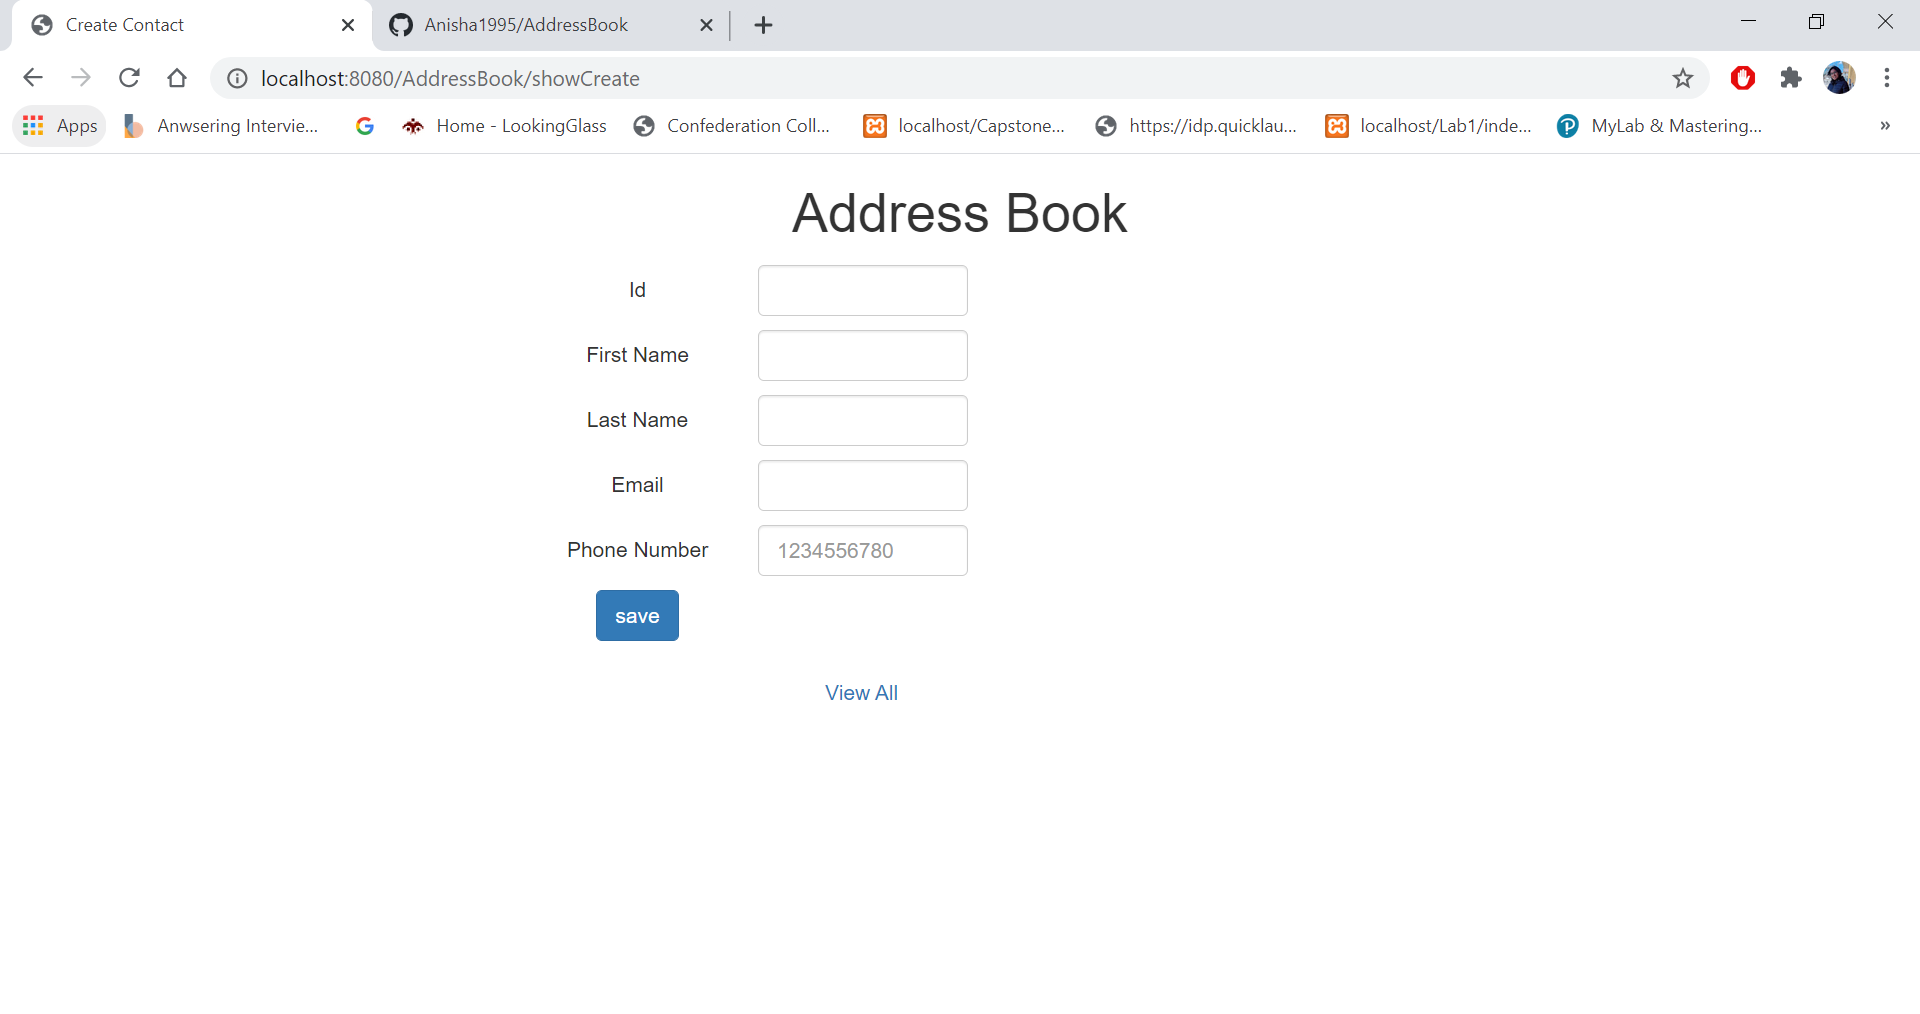 Create Contact
Anisha1995/AddressBook
localhost:8080/AddressBook/showCreate
Apps
Anwsering Intervie...
Home - LookingGlass
Confederation Coll...
localhost/Capstone...
https://idp.quicklau...
localhost/Lab1/inde...
MyLab & Mastering...
»
Address Book
Id
First Name
Last Name
Email
Phone Number 1234556780
save
View All